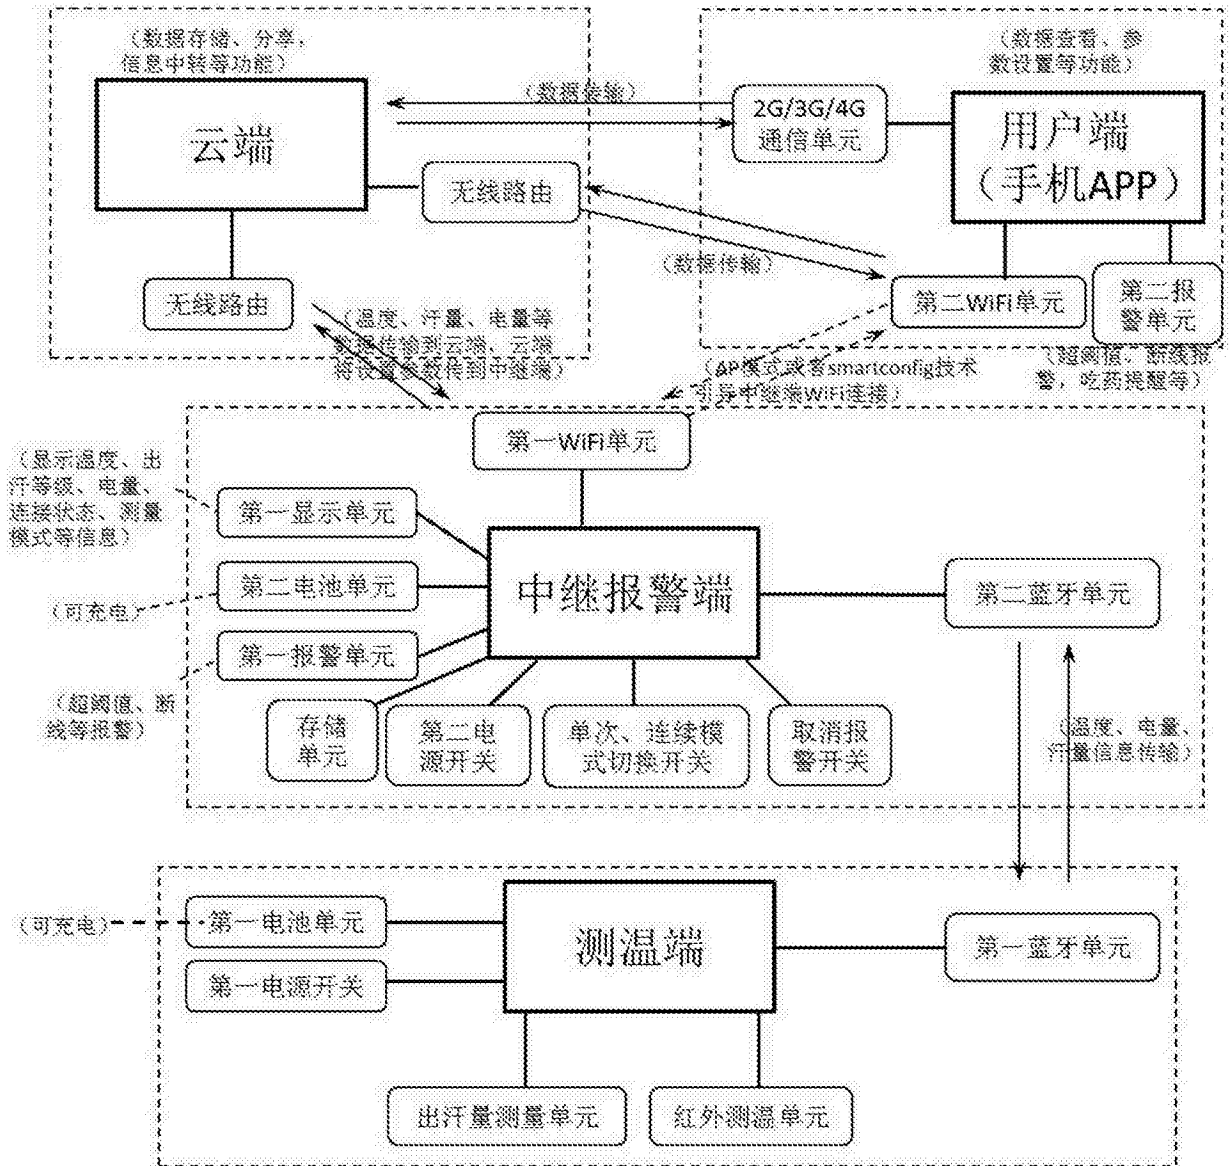 （数据存储、分享，
信息中转等功能）
云端
无线路由
无线路由
（数据传输）
2G/3G/4G
通信单元
（数据查看、参
数设置等功能）
用户端
（手机APP）
（数据传输）
第二WiFi单元
第二报
警单元
（超阈值、断线报
警，吃药提醒等）
（温度、汗量、电量等
数据传输到云端、云端
将设置参数传到中继端）
（AP模式或者smartconfig技术
引导中继端WiFi连接）
第一WiFi单元
（显示温度、出
汗等级、电量、
连接状态、测量
模式等信息）
第一显示单元
第二电池单元
（可充电）
第一报警单元
（超阈值、断
线等报警）
中继报警端
第二蓝牙单元
存储
单元
第二电
源开关
单次、连续模
式切换开关
取消报
警开关
（温度、电量、
汗量信息传输）
（可充电）
第一电池单元
第一电源开关
测温端
第一蓝牙单元
出汗量测量单元
红外测温单元